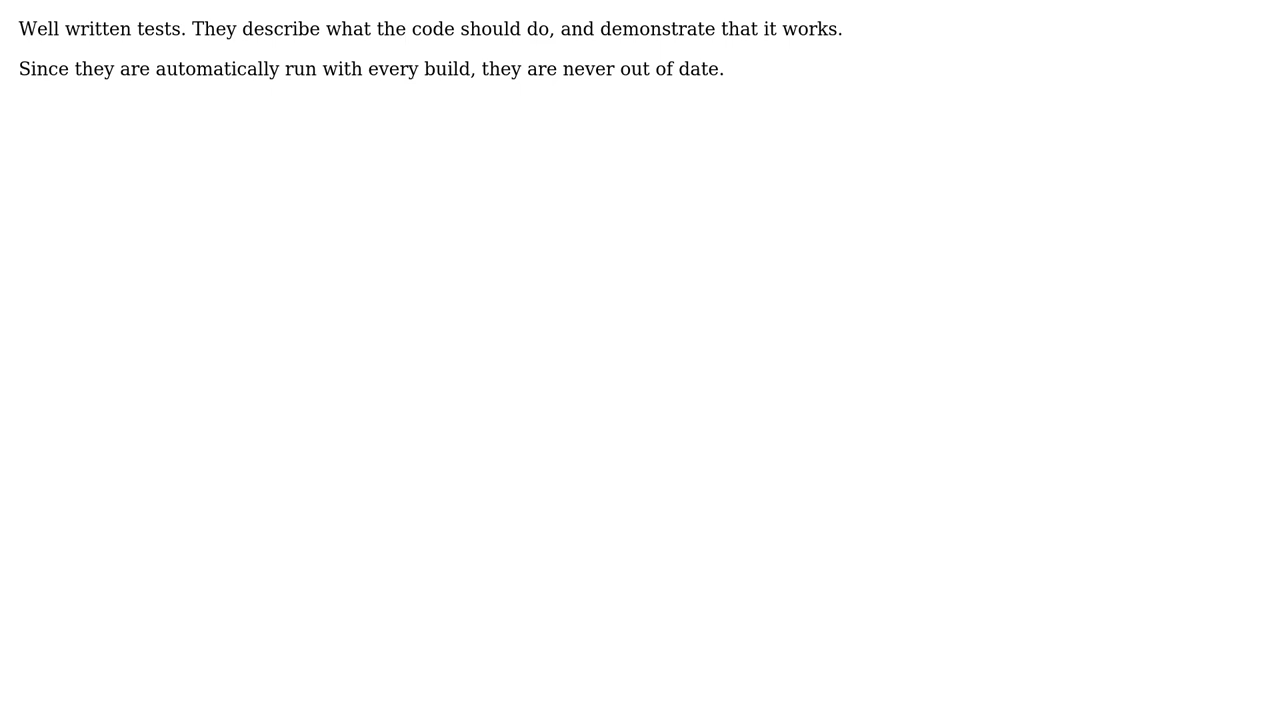 Well written tests. They describe what the code should do, and demonstrate that it works.
Since they are automatically run with every build, they are never out of date.